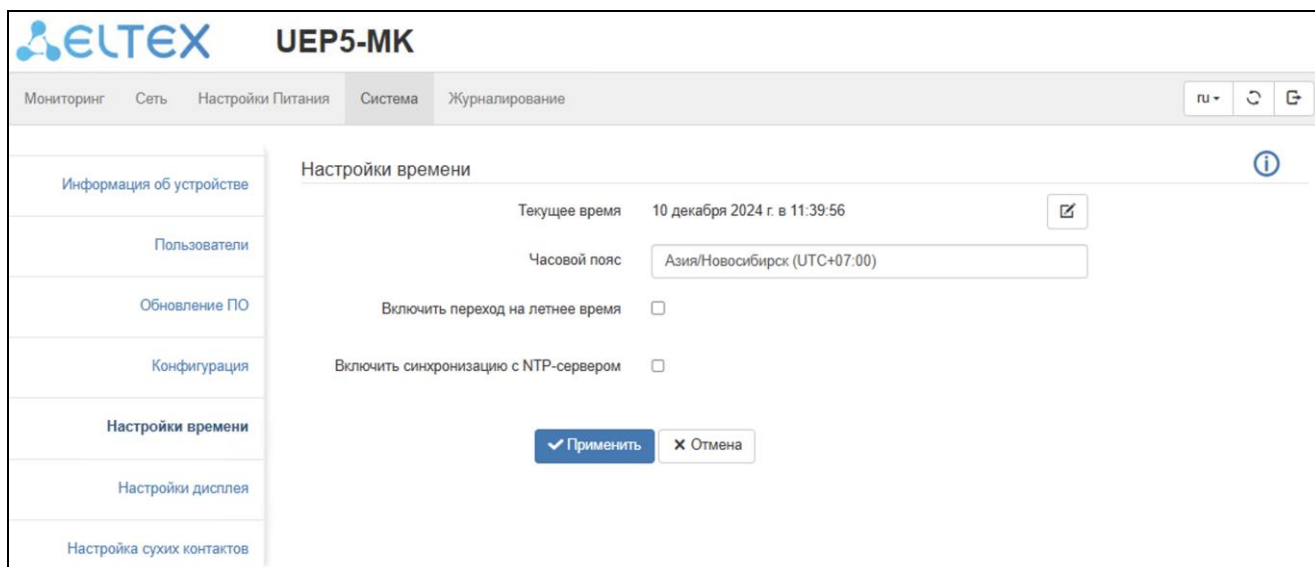 ELTEX UEP5-MK
Мониторинг Сеть Настройки Питания Система Журналирование ru
Информация об устройстве
Пользователи
Обновление ПО
Конфигурация
Настройки времени
Настройки дисплея
Настройка сухих контактов
Настройки времени
Текущее время 10 декабря 2024 г. в 11:39:56
Часовой пояс Азия/Новосибирск (UTC+07:00)
Включить переход на летнее время
Включить синхронизацию с NTP-сервером
Применить Отмена